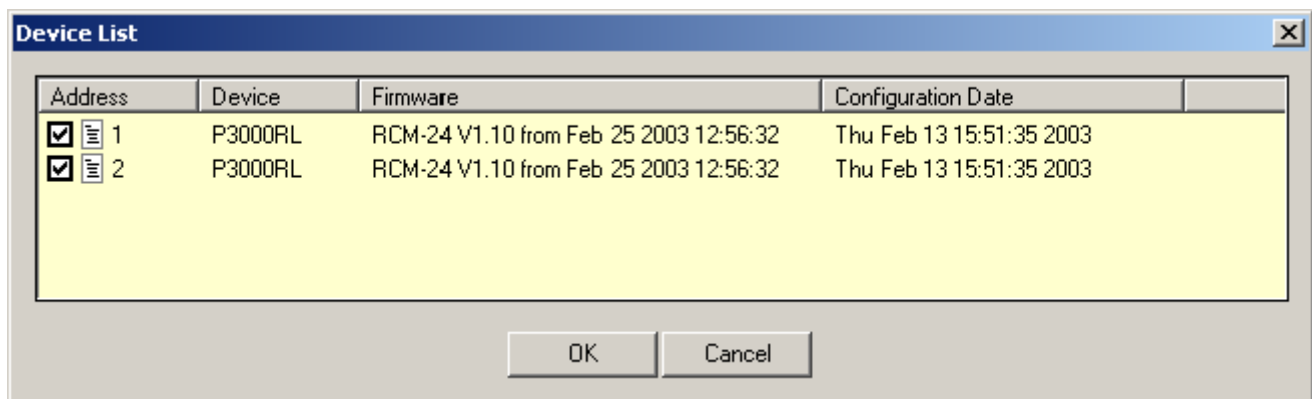 Device List
Address Device Firmware Configuration Date
1 P3000RL RCM-24 V1.10 from Feb 25 2003 12:56:32 Thu Feb 13 15:51:35 2003
2 P3000RL RCM-24 V1.10 from Feb 25 2003 12:56:32 Thu Feb 13 15:51:35 2003
OK Cancel